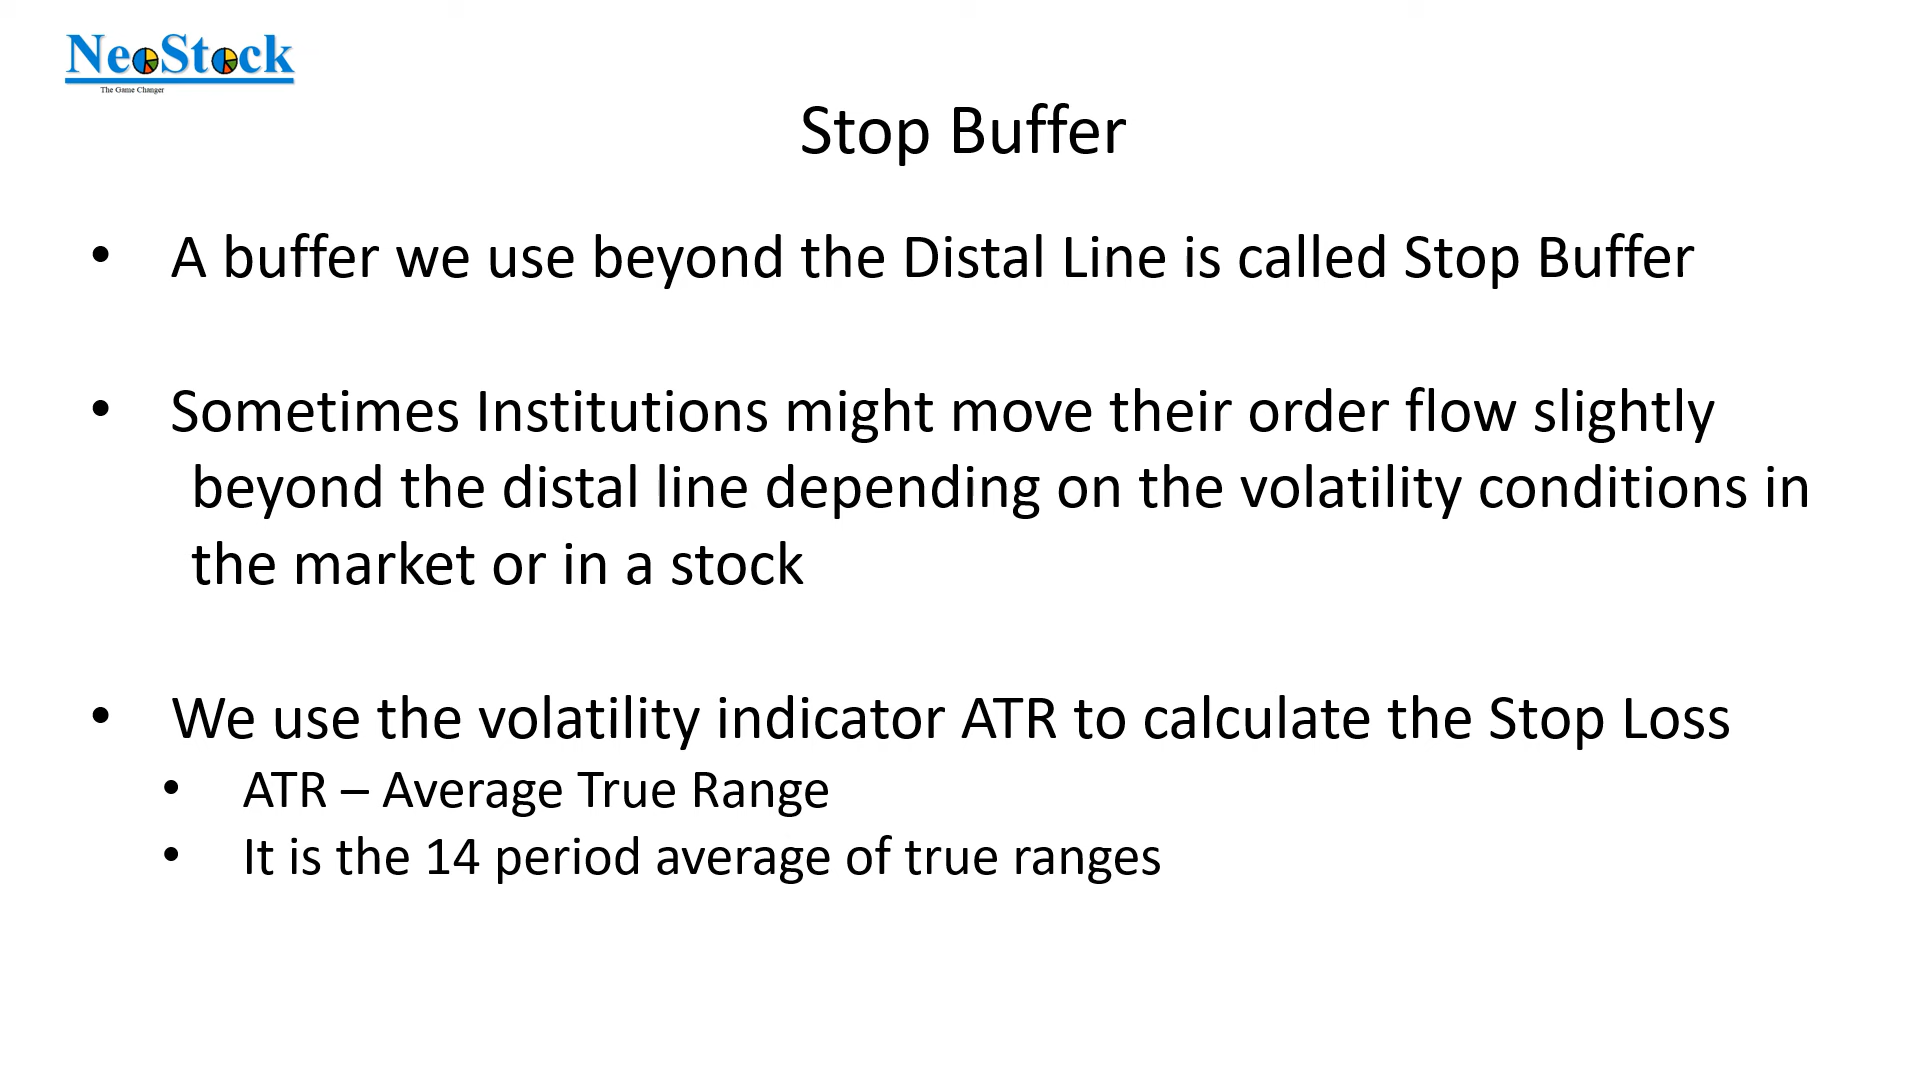 NeoStock
The Game Changer
Stop Buffer
• A buffer we use beyond the Distal Line is called Stop Buffer
• Sometimes Institutions might move their order flow slightly
beyond the distal line depending on the volatility conditions in
the market or in a stock
• We use the volatility indicator ATR to calculate the Stop Loss
• ATR – Average True Range
• It is the 14 period average of true ranges